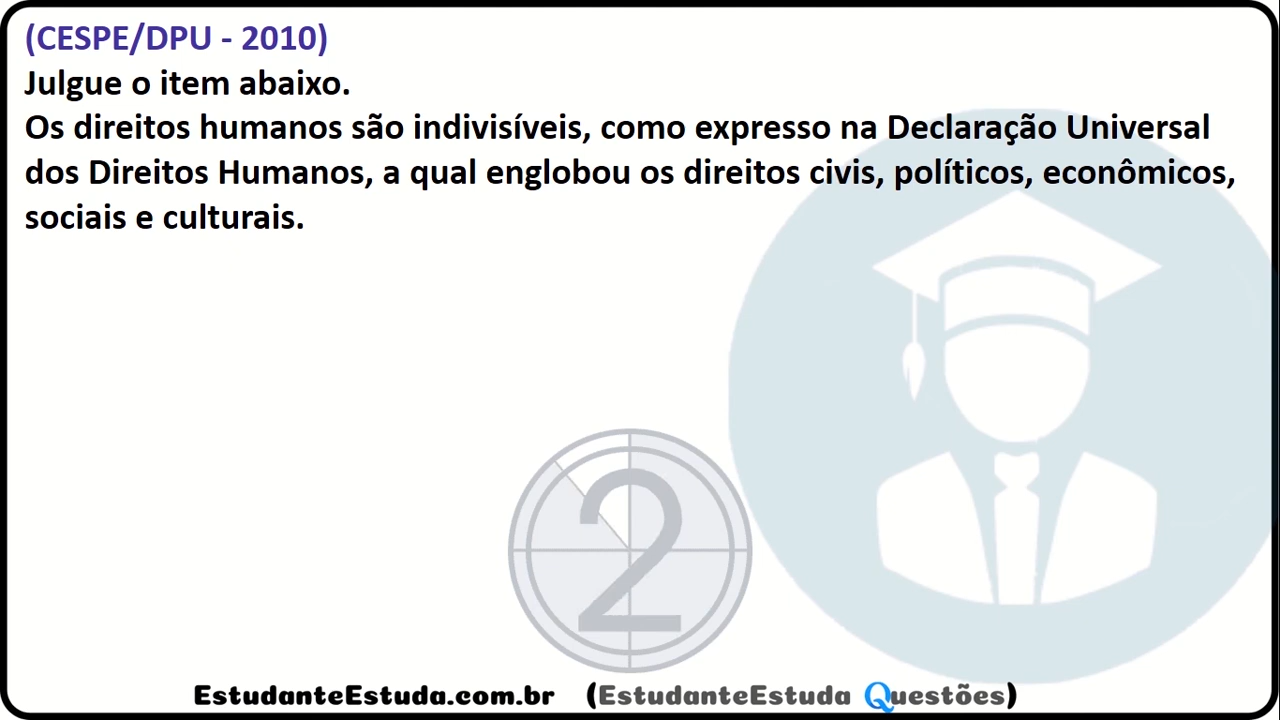 (CESPE/DPU - 2010)
Julgue o item abaixo.
Os direitos humanos são indivisíveis, como expresso na Declaração Universal
dos Direitos Humanos, a qual englobou os direitos civis, políticos, econômicos,
sociais e culturais.
2
EstudanteEstuda.com.br (EstudanteEstuda Questões)